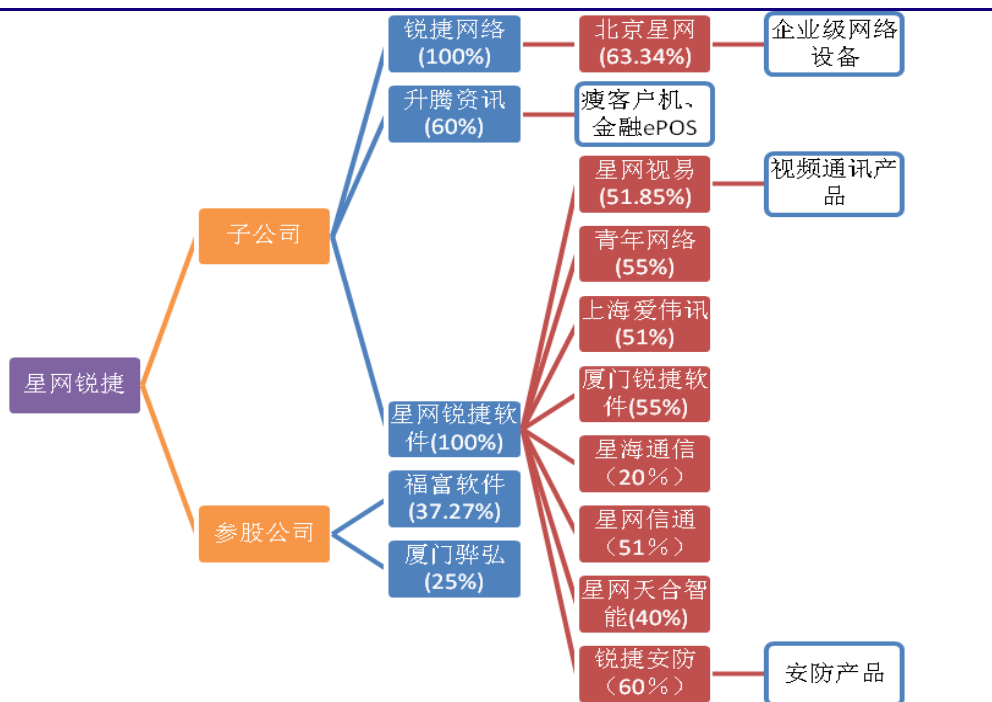 锐捷网络
(100%)
北京星网
(63.34%)
企业级网络
设备
升腾资讯
(60%)
瘦客户机、
金融ePOS
星网视易
(51.85%)
视频通讯产
品
子公司
青年网络
(55%)
上海爱伟讯
(51%)
星网锐捷
厦门锐捷软
件(55%)
星网锐捷软
件(100%)
星海通信
（20%）
福富软件
(37.27%)
参股公司
星网信通
（51%）
厦门骅弘
(25%)
星网天合智
能(40%)
锐捷安防
（60%）
安防产品